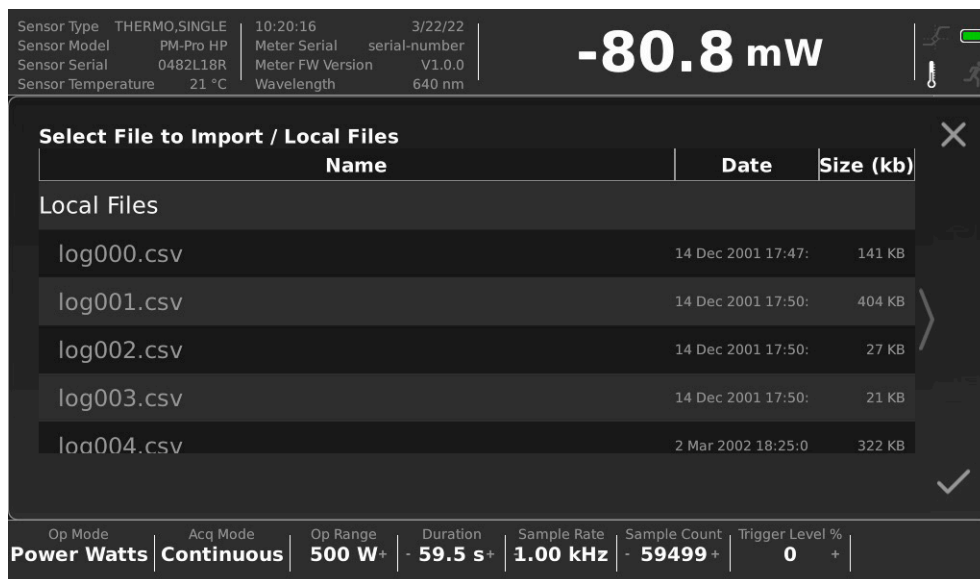 Sensor Type THERMO,SINGLE 10:20:16 3/22/22
Sensor Model PM-Pro HP Meter Serial serial-number
Sensor Serial 0482L18R Meter FW Version V1.0.0
Sensor Temperature 21 °C Wavelength 640 nm
-80.8 mW
Select File to Import / Local Files
Name Date Size (kb)
Local Files
log000.csv 14 Dec 2001 17:47: 141 KB
log001.csv 14 Dec 2001 17:50: 404 KB
log002.csv 14 Dec 2001 17:50: 27 KB
log003.csv 14 Dec 2001 17:50: 21 KB
log004.csv 2 Mar 2002 18:25:0 322 KB
Op Mode Acq Mode Op Range Duration Sample Rate Sample Count Trigger Level %
Power Watts Continuous 500 W+ - 59.5 s+ 1.00 kHz - 59499 + 0 +